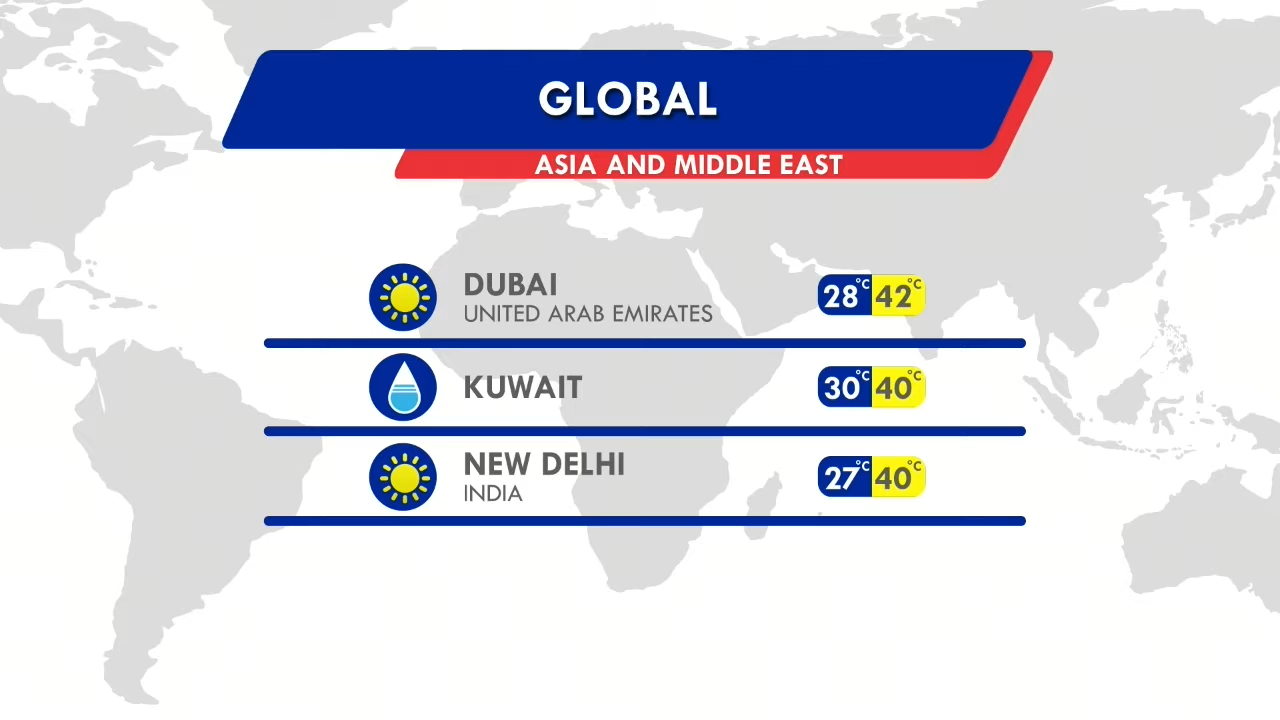 GLOBAL
ASIA AND MIDDLE EAST
DUBAI
UNITED ARAB EMIRATES
28°C 42°C
KUWAIT
30°C 40°C
NEW DELHI
INDIA
27°C 40°C